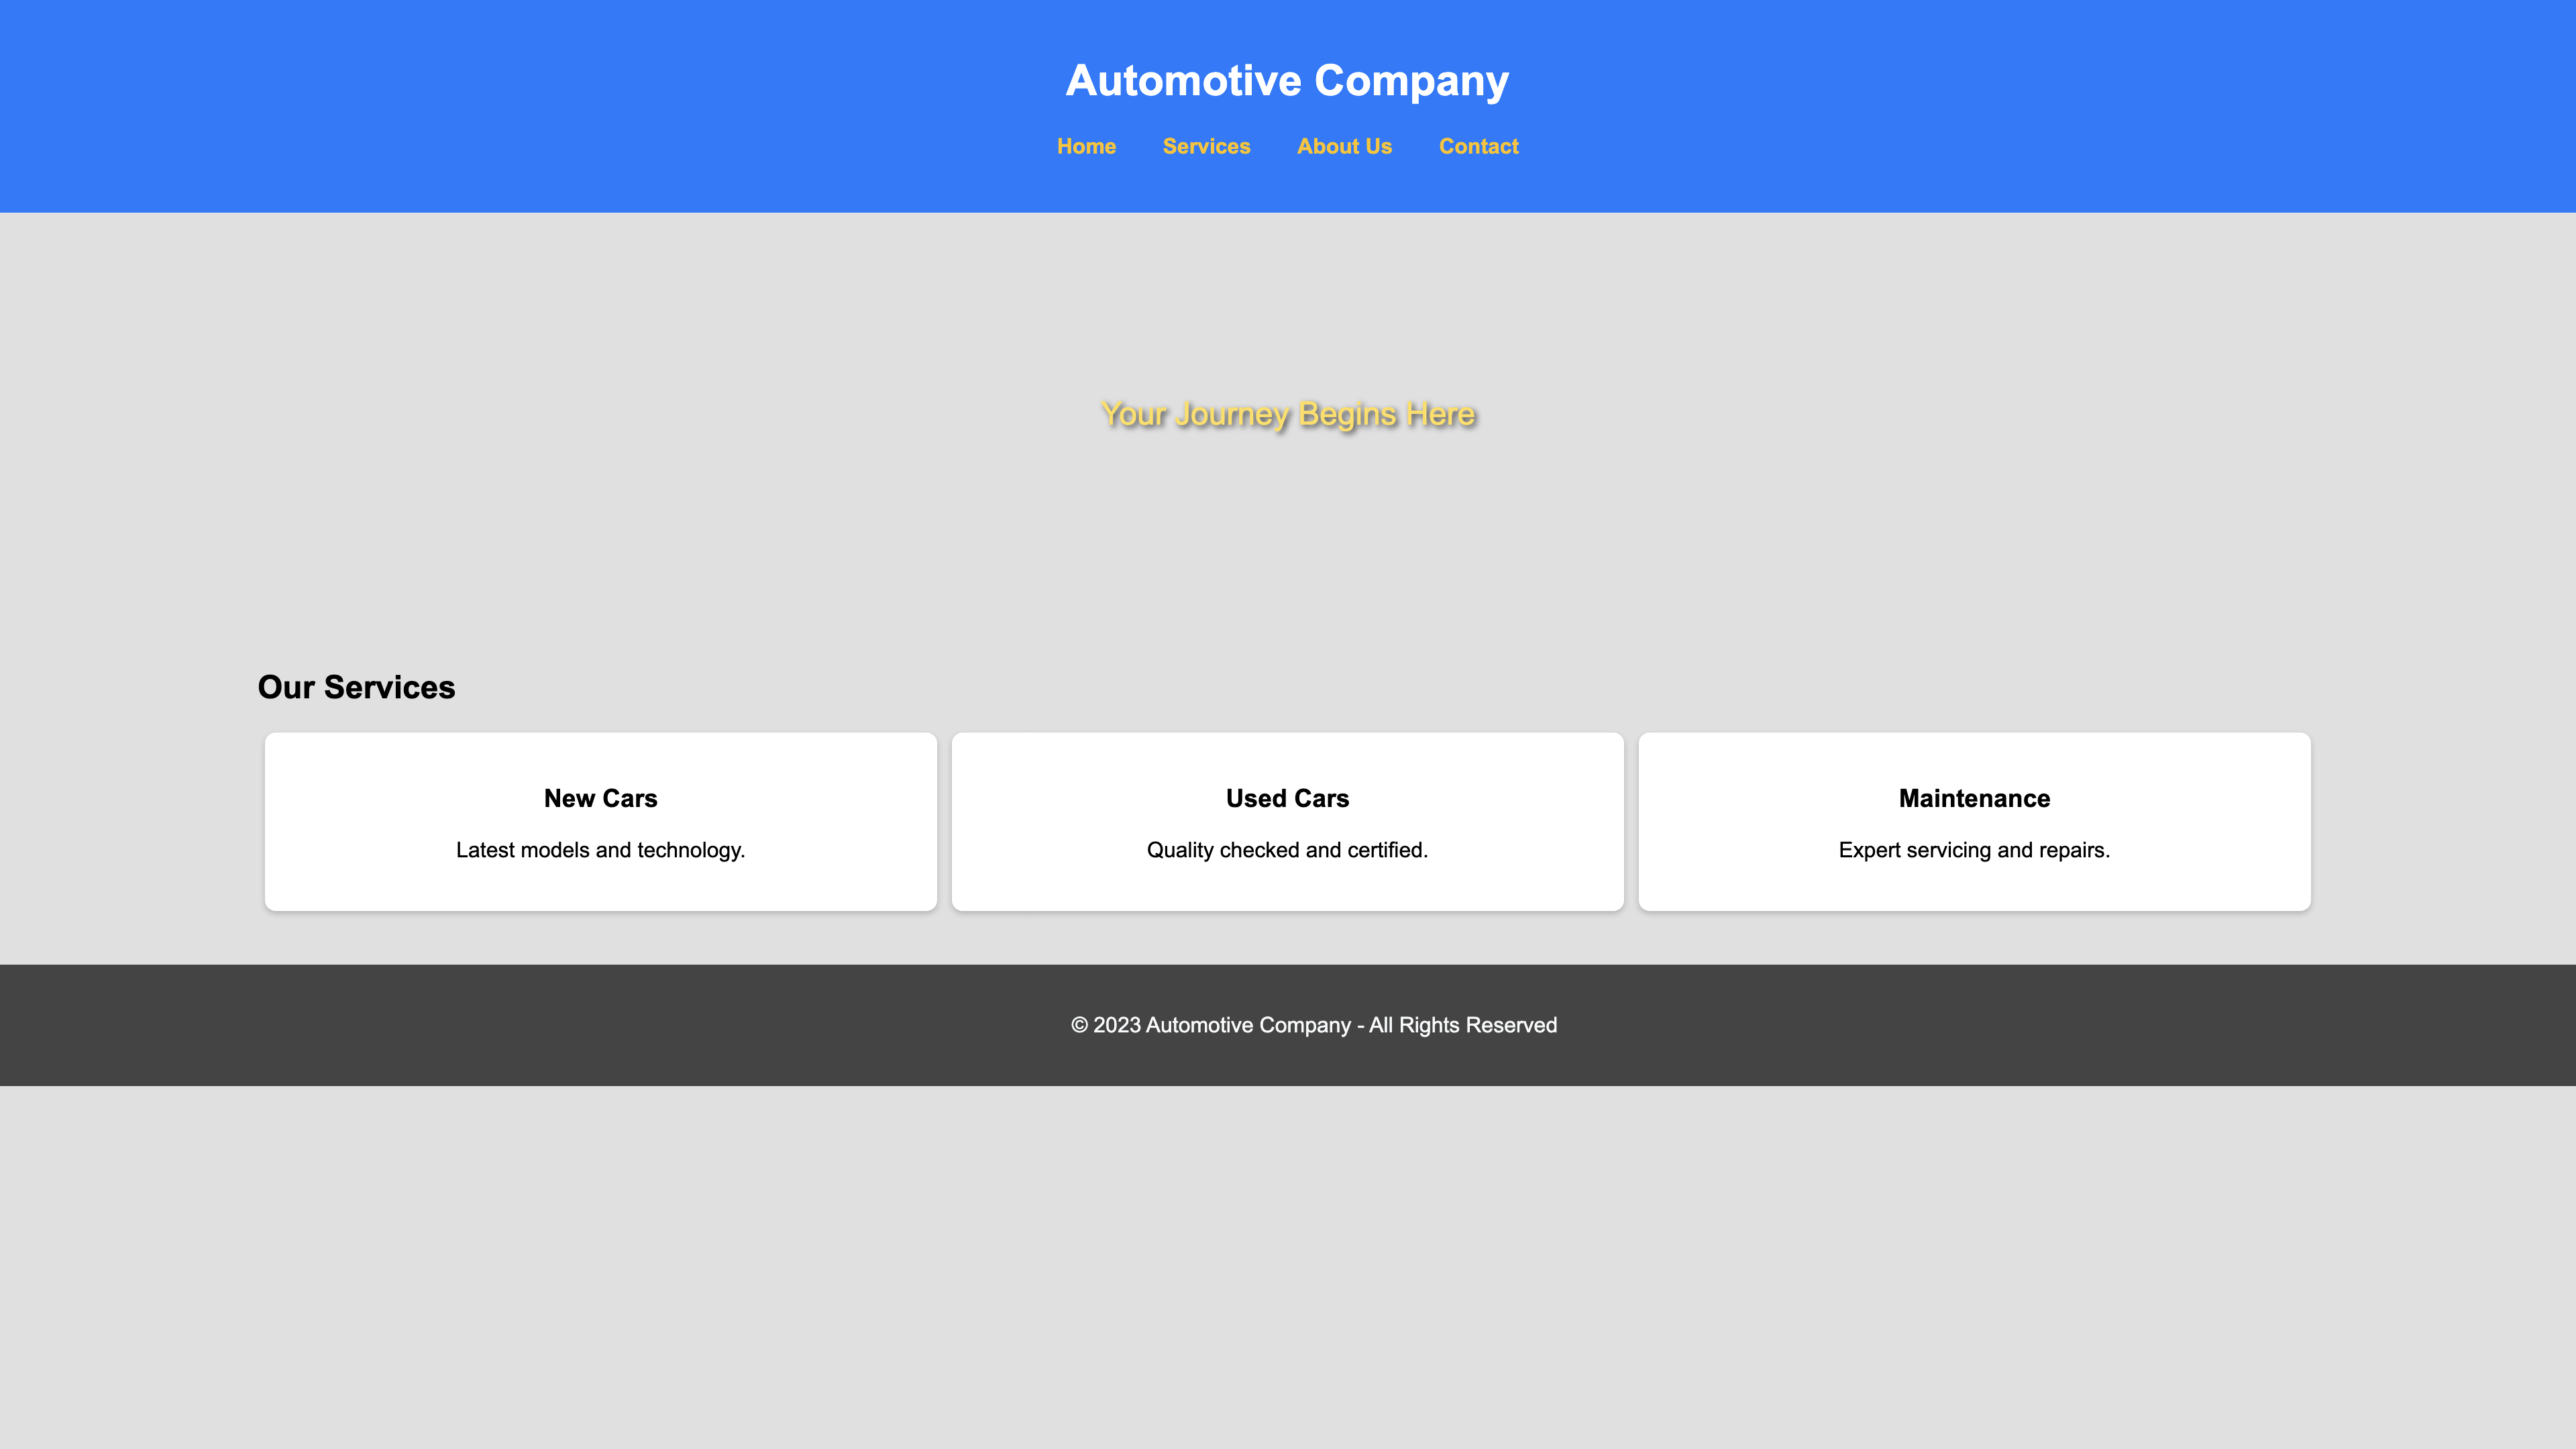 Automotive Company
Home Services About Us Contact
Your Journey Begins Here
Our Services
New Cars
Latest models and technology.
Used Cars
Quality checked and certified.
Maintenance
Expert servicing and repairs.
© 2023 Automotive Company - All Rights Reserved